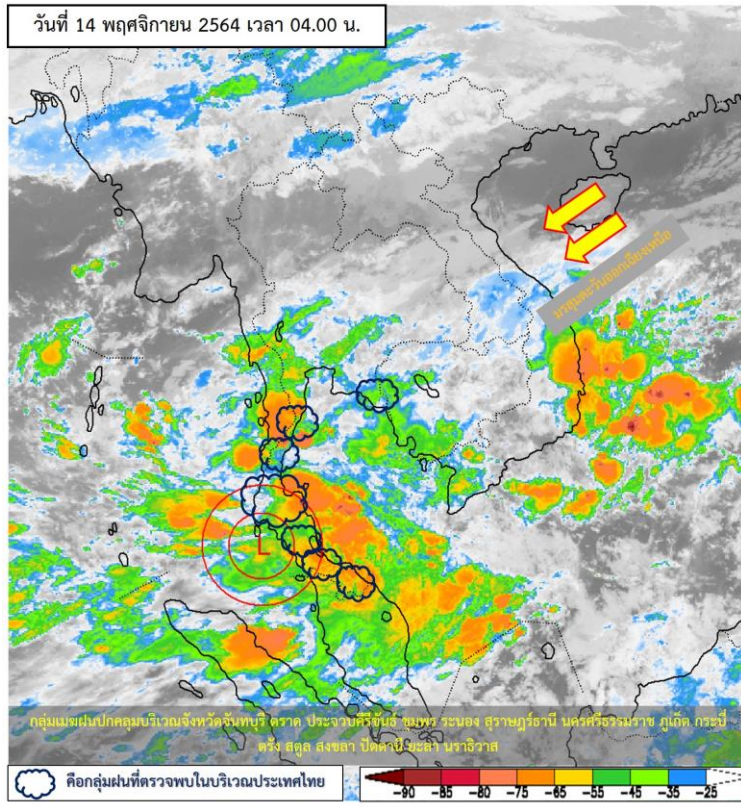 วันที่ 14 พฤศจิกายน 2564 เวลา 04.00 น.
มรสุมตะวันออกเฉียงเหนือ
L
กลุ่มเมฆฝนปกคลุมบริเวณจังหวัดจันทบุรี ตราด ประจวบคีรีขันธ์ ชุมพร ระนอง สุราษฎร์ธานี นครศรีธรรมราช ภูเก็ต กระบี่
ตรัง สตูล สงขลา ปัตตานี ยะลา นราธิวาส
คือกลุ่มฝนที่ตรวจพบในบริเวณประเทศไทย
-90 -85 -80 -75 -65 -55 -45 -35 -25